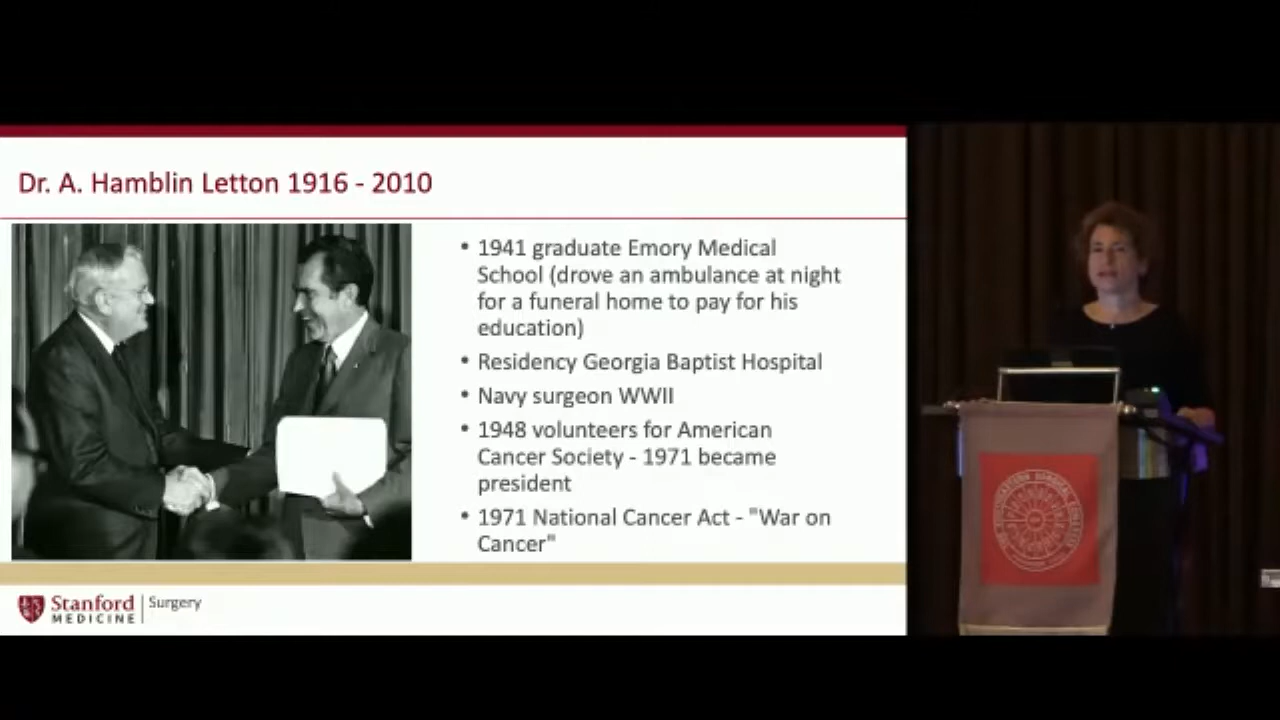 Dr. A. Hamblin Letton 1916 - 2010
• 1941 graduate Emory Medical
School (drove an ambulance at night
for a funeral home to pay for his
education)
• Residency Georgia Baptist Hospital
• Navy surgeon WWII
• 1948 volunteers for American
Cancer Society - 1971 became
president
• 1971 National Cancer Act - "War on
Cancer"
Stanford
MEDICINE
Surgery